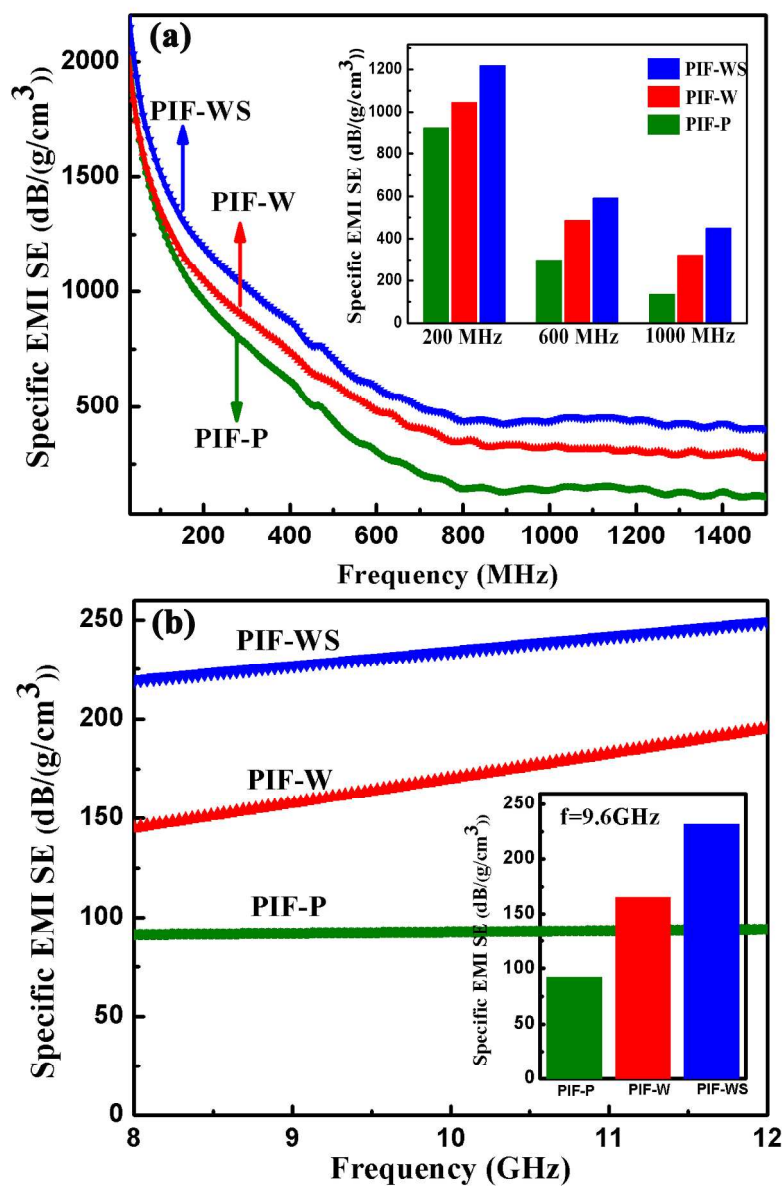 (a)
Specific EMI SE (dB/(g/cm³))
2000
1500
1000
500
200 400 600 800 1000 1200 1400
Frequency (MHz)
PIF-WS
PIF-W
PIF-P
Specific EMI SE (dB/(g/cm³))
1200
1000
800
600
400
200
0
200 MHz 600 MHz 1000 MHz
PIF-WS
PIF-W
PIF-P
(b)
Specific EMI SE (dB/(g/cm³))
250
200
150
100
50
0
8 9 10 11 12
Frequency (GHz)
PIF-WS
PIF-W
PIF-P
Specific EMI SE (dB/(g/cm³))
f=9.6GHz
250
225
150
100
75
50
25
0
PIF-P PIF-W PIF-WS